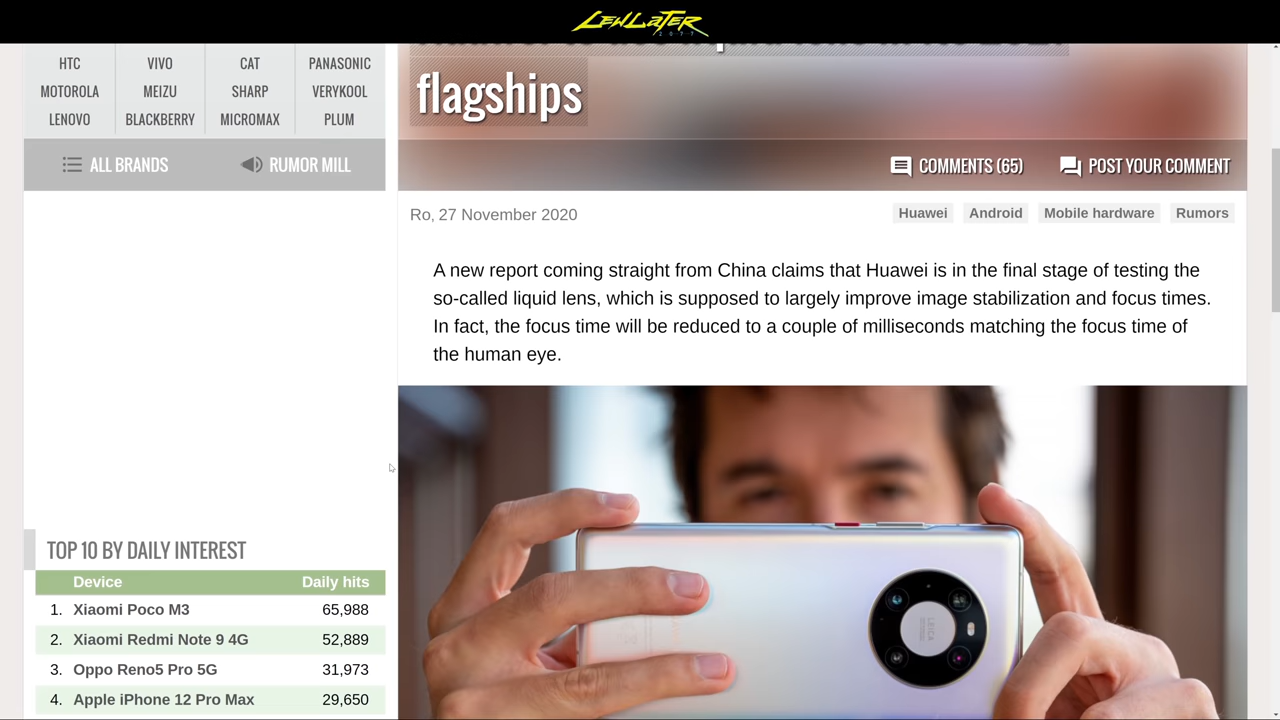 LEWLATER
2077
HTC VIVO CAT PANASONIC
MOTOROLA MEIZU SHARP VERYKOOL
LENOVO BLACKBERRY MICROMAX PLUM
ALL BRANDS RUMOR MILL
flagships
COMMENTS (65) POST YOUR COMMENT
Ro, 27 November 2020
Huawei Android Mobile hardware Rumors
A new report coming straight from China claims that Huawei is in the final stage of testing the
so-called liquid lens, which is supposed to largely improve image stabilization and focus times.
In fact, the focus time will be reduced to a couple of milliseconds matching the focus time of
the human eye.
LEICA
TOP 10 BY DAILY INTEREST
Device Daily hits
1. Xiaomi Poco M3 65,988
2. Xiaomi Redmi Note 9 4G 52,889
3. Oppo Reno5 Pro 5G 31,973
4. Apple iPhone 12 Pro Max 29,650